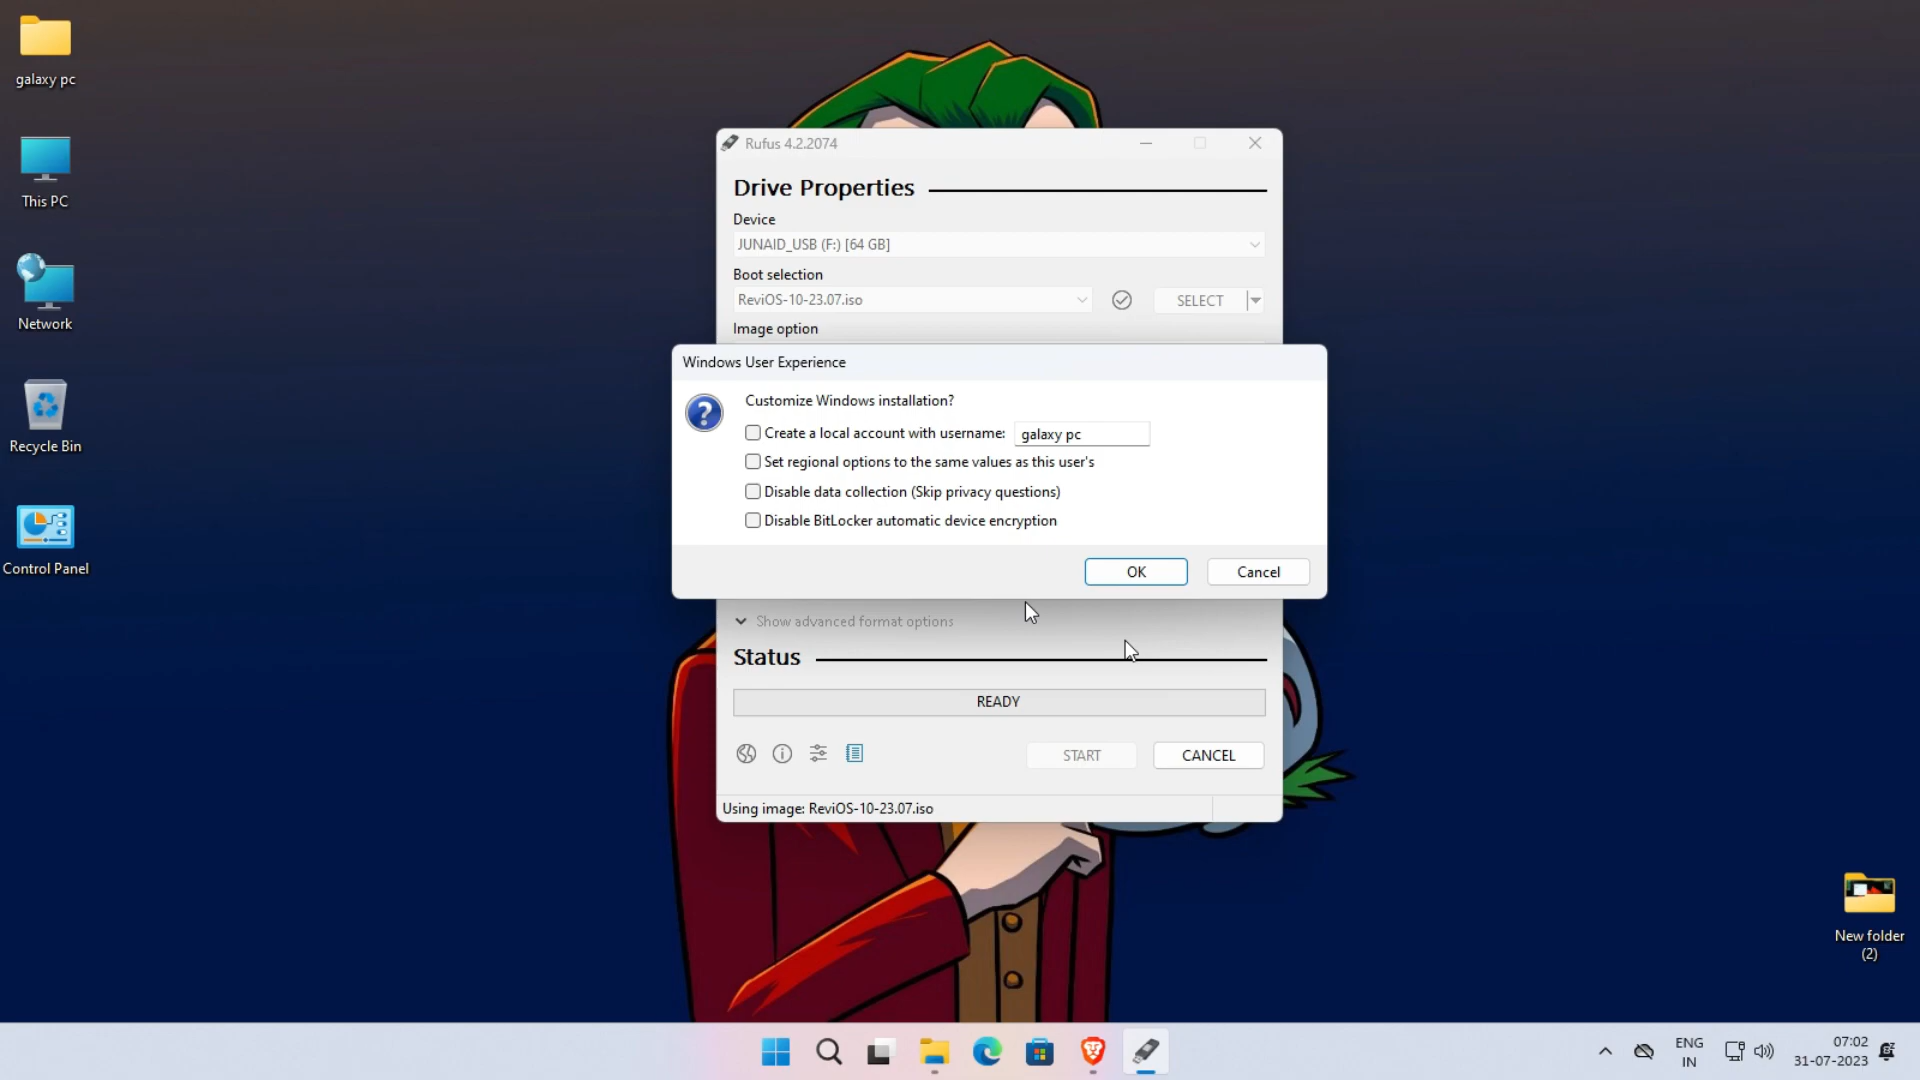 galaxy pc
This PC
Network
Recycle Bin
Control Panel
Rufus 4.2.2074
Drive Properties
Device
JUNAID_USB (F:) [64 GB]
Boot selection
ReviOS-10-23.07.iso
SELECT
Image option
Windows User Experience
Customize Windows installation?
Create a local account with username: galaxy pc
Set regional options to the same values as this user's
Disable data collection (Skip privacy questions)
Disable BitLocker automatic device encryption
OK
Cancel
Show advanced format options
Status
READY
START
CANCEL
Using image: ReviOS-10-23.07.iso
New folder
(2)
ENG
IN
07:02
31-07-2023